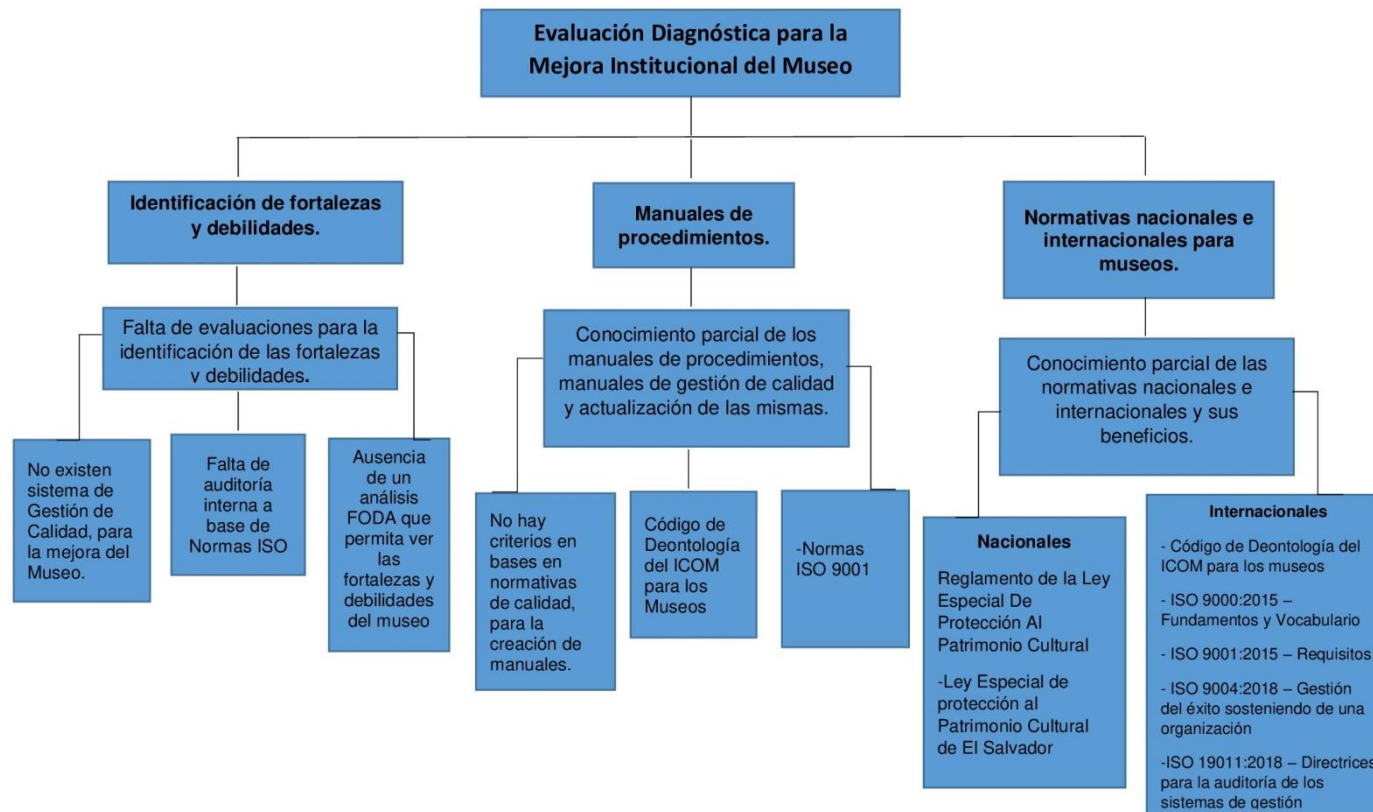 Evaluación Diagnóstica para la
Mejora Institucional del Museo
Identificación de fortalezas
y debilidades.
Manuales de
procedimientos.
Normativas nacionales e
internacionales para
museos.
Falta de evaluaciones para la
identificación de las fortalezas
y debilidades.
Conocimiento parcial de los
manuales de procedimientos,
manuales de gestión de calidad
y actualización de las mismas.
Conocimiento parcial de las
normativas nacionales e
internacionales y sus
beneficios.
No existen
sistema de
Gestión de
Calidad, para
la mejora del
Museo.
Falta de
auditoría
interna a
base de
Normas ISO
Ausencia
de un
análisis
FODA que
permita ver
las
fortalezas y
debilidades
del museo
No hay
criterios en
bases en
normativas
de calidad,
para la
creación de
manuales.
Código de
Deontología
del ICOM
para los
Museos
-Normas
ISO 9001
Nacionales
Reglamento de la Ley
Especial De
Protección Al
Patrimonio Cultural
-Ley Especial de
protección al
Patrimonio Cultural
de El Salvador
Internacionales
- Código de Deontología del
ICOM para los museos
- ISO 9000:2015 –
Fundamentos y Vocabulario
- ISO 9001:2015 – Requisitos
- ISO 9004:2018 – Gestión
del éxito sosteniendo de una
organización
-ISO 19011:2018 – Directrices
para la auditoría de los
sistemas de gestión